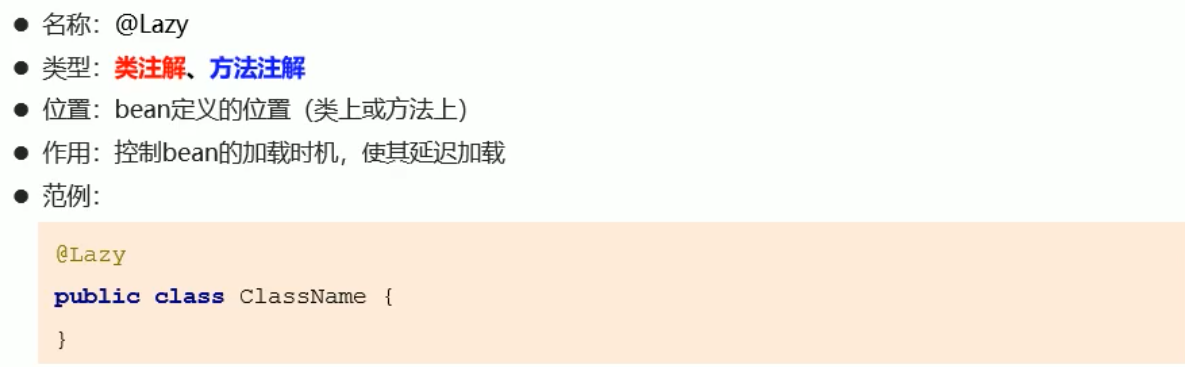 ● 名称：@Lazy
● 类型：类注解、方法注解
● 位置：bean定义的位置（类上或方法上）
● 作用：控制bean的加载时机，使其延迟加载
● 范例：
@Lazy
public class ClassName {
}